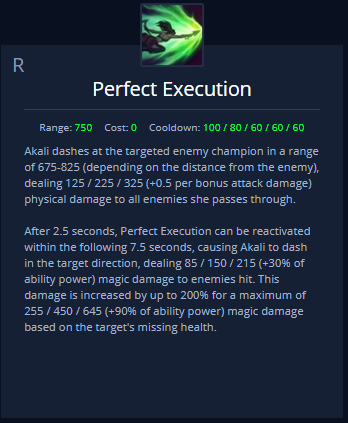 R
Perfect Execution
Range: 750 Cost: 0 Cooldown: 100 / 80 / 60 / 60 / 60
Akali dashes at the targeted enemy champion in a range
of 675-825 (depending on the distance from the enemy),
dealing 125 / 225 / 325 (+0.5 per bonus attack damage)
physical damage to all enemies she passes through.
After 2.5 seconds, Perfect Execution can be reactivated
within the following 7.5 seconds, causing Akali to dash
in the target direction, dealing 85 / 150 / 215 (+30% of
ability power) magic damage to enemies hit. This
damage is increased by up to 200% for a maximum of
255 / 450 / 645 (+90% of ability power) magic damage
based on the target's missing health.